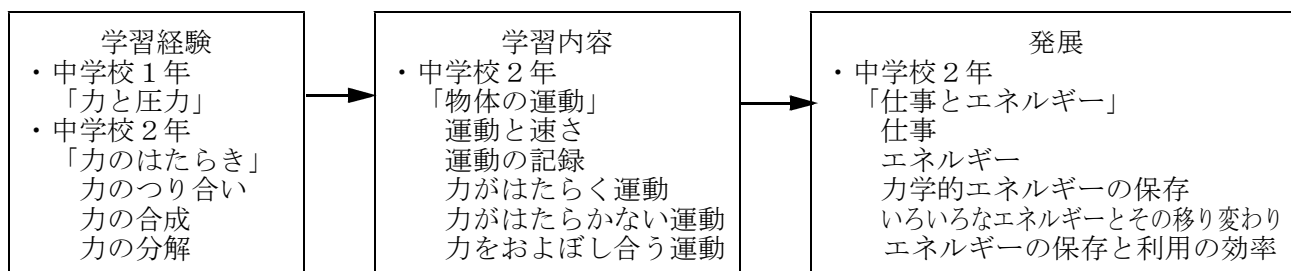 学習経験
・中学校１年
「力と圧力」
・中学校２年
「力のはたらき」
力のつり合い
力の合成
力の分解
学習内容
・中学校２年
「物体の運動」
運動と速さ
運動の記録
力がはたらく運動
力がはたらかない運動
力をおよぼし合う運動
発展
・中学校２年
「仕事とエネルギー」
仕事
エネルギー
力学的エネルギーの保存
いろいろなエネルギーとその移り変わり
エネルギーの保存と利用の効率